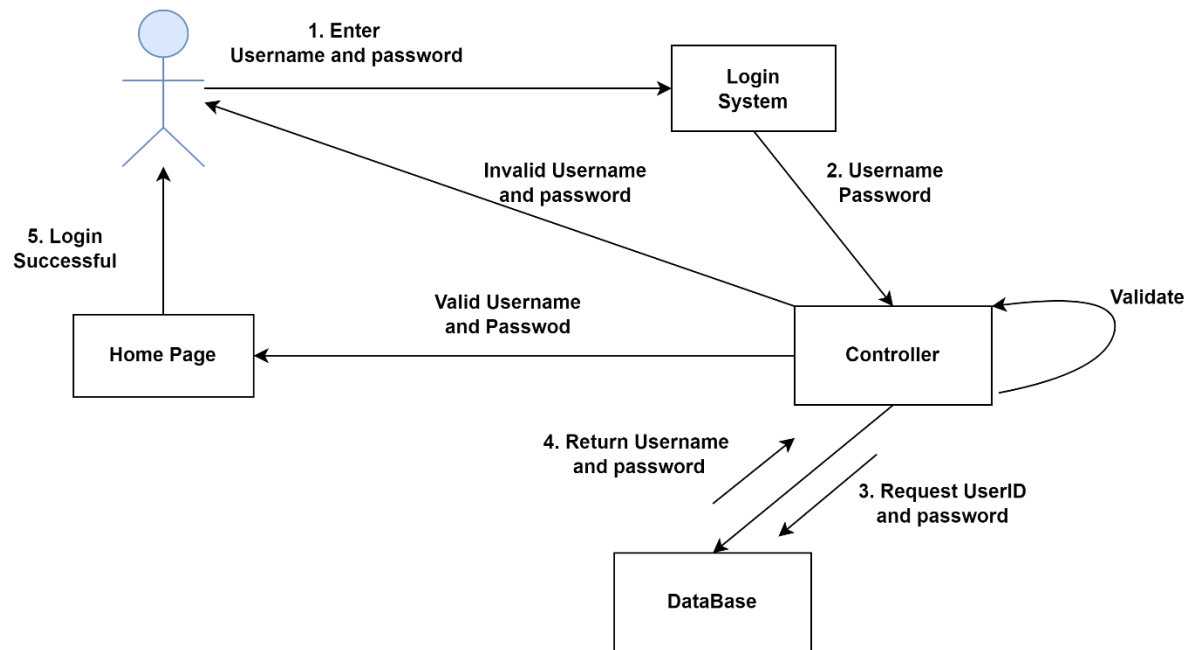 1. Enter
Username and password
Login
System
Invalid Username
and password
2. Username
Password
5. Login
Successful
Valid Username
and Passwod
Validate
Home Page
Controller
4. Return Username
and password
3. Request UserID
and password
DataBase